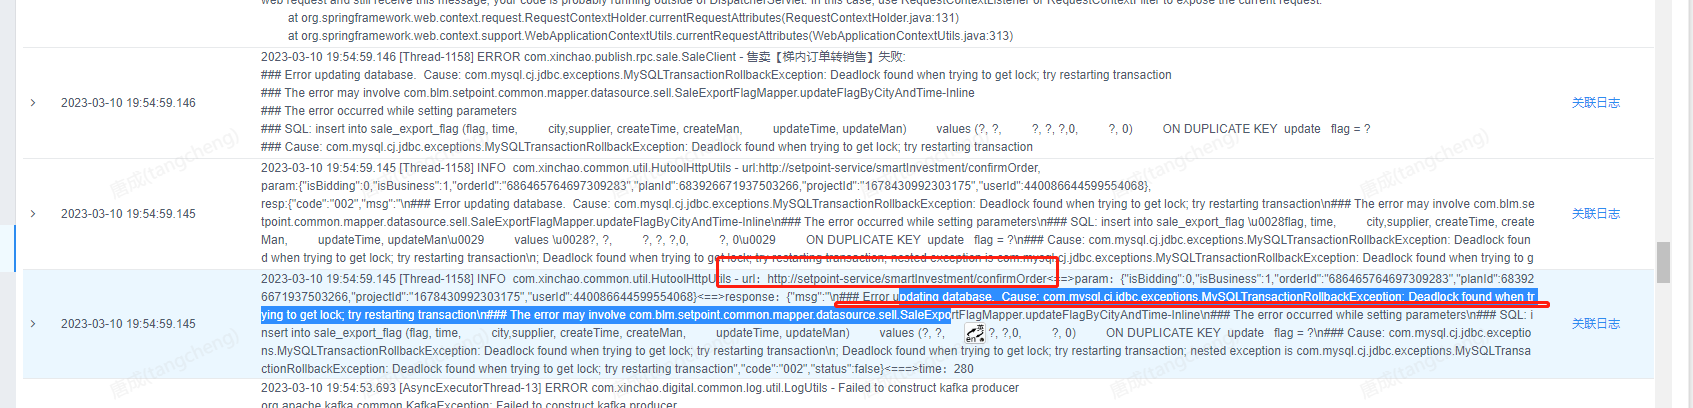 web request and still receive this message, your code is probably running outside of DispatcherServlet. In this case, use RequestContextListener or RequestContextFilter to expose the current request.
at org.springframework.web.context.request.RequestContextHolder.currentRequestAttributes(RequestContextHolder.java:131)
at org.springframework.web.context.support.WebApplicationContextUtils.currentRequestAttributes(WebApplicationContextUtils.java:313)
2023-03-10 19:54:59.146 [Thread-1158] ERROR com.xinchao.publish.rpc.sale.SaleClient - 售卖【梯内订单转销售】失败:
### Error updating database.  Cause: com.mysql.cj.jdbc.exceptions.MySQLTransactionRollbackException: Deadlock found when trying to get lock; try restarting transaction
### The error may involve com.blm.setpoint.common.mapper.datasource.sell.SaleExportFlagMapper.updateFlagByCityAndTime-Inline
2023-03-10 19:54:59.146
关联日志
### The error occurred while setting parameters
### SQL: insert into sale_export_flag (flag, time,         city,supplier, createTime, createMan,         updateTime, updateMan)         values (?, ?,         ?, ?, ?,0,         ?, 0)         ON DUPLICATE KEY  update   flag = ?
### Cause: com.mysql.cj.jdbc.exceptions.MySQLTransactionRollbackException: Deadlock found when trying to get lock; try restarting transaction
2023-03-10 19:54:59.145 [Thread-1158] INFO  com.xinchao.common.util.HutoolHttpUtils - url:http://setpoint-service/smartInvestment/confirmOrder,
param:{"isBidding":0,"isBusiness":1,"orderId":"686465764697309283","planId":683926671937503266,"projectId":"1678430992303175","userId":440086644599554068},
resp:{"code":"002","msg":"\n### Error updating database.  Cause: com.mysql.cj.jdbc.exceptions.MySQLTransactionRollbackException: Deadlock found when trying to get lock; try restarting transaction\n### The error may involve com.blm.se
2023-03-10 19:54:59.145
tpoint.common.mapper.datasource.sell.SaleExportFlagMapper.updateFlagByCityAndTime-Inline\n### The error occurred while setting parameters\n### SQL: insert into sale_export_flag \u0028flag, time,         city,supplier, createTime, create
关联日志
Man,         updateTime, updateMan\u0029         values \u0028?, ?,         ?, ?, ?,0,         ?, 0\u0029         ON DUPLICATE KEY  update   flag = ?\n### Cause: com.mysql.cj.jdbc.exceptions.MySQLTransactionRollbackException: Deadlock foun
d when trying to get lock; try restarting transaction\n; Deadlock found when trying to get lock; try restarting transaction; nested exception is com.mysql.cj.jdbc.exceptions.MySQLTransactionRollbackException: Deadlock found when trying to g
2023-03-10 19:54:59.145 [Thread-1158] INFO  com.xinchao.common.util.HutoolHttpUtils - url：http://setpoint-service/smartInvestment/confirmOrder<==>param：{"isBidding":0,"isBusiness":1,"orderId":"686465764697309283","planId":68392
6671937503266,"projectId":"1678430992303175","userId":440086644599554068}<==>response：{"msg":"\n### Error updating database.  Cause: com.mysql.cj.jdbc.exceptions.MySQLTransactionRollbackException: Deadlock found when tr
ying to get lock; try restarting transaction\n### The error may involve com.blm.setpoint.common.mapper.datasource.sell.SaleExportFlagMapper.updateFlagByCityAndTime-Inline\n### The error occurred while setting parameters\n### SQL: i
2023-03-10 19:54:59.145
关联日志
nsert into sale_export_flag (flag, time,         city,supplier, createTime, createMan,         updateTime, updateMan)         values (?, ?,         ?,?,0,         ?, 0)         ON DUPLICATE KEY  update   flag = ?\n### Cause: com.mysql.cj.jdbc.exceptio
ns.MySQLTransactionRollbackException: Deadlock found when trying to get lock; try restarting transaction\n; Deadlock found when trying to get lock; try restarting transaction; nested exception is com.mysql.cj.jdbc.exceptions.MySQLTransa
ctionRollbackException: Deadlock found when trying to get lock; try restarting transaction","code":"002","status":false}<===>time：280
2023-03-10 19:54:53.693 [AsyncExecutorThread-13] ERROR com.xinchao.digital.common.log.util.LogUtils - Failed to construct kafka producer
org.apache.kafka.common.KafkaException: Failed to construct kafka producer